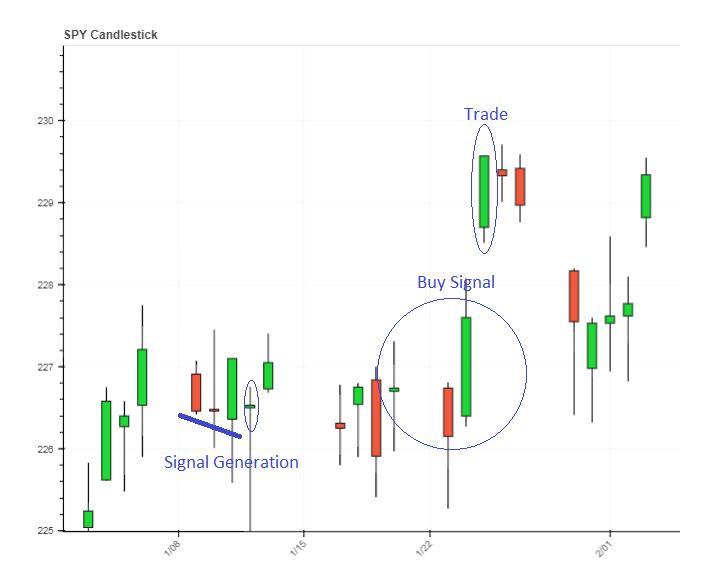 SPY Candlestick
230
229
228
227
226
225
Trade
Buy Signal
Signal Generation
1/08
1/15
1/22
2/01